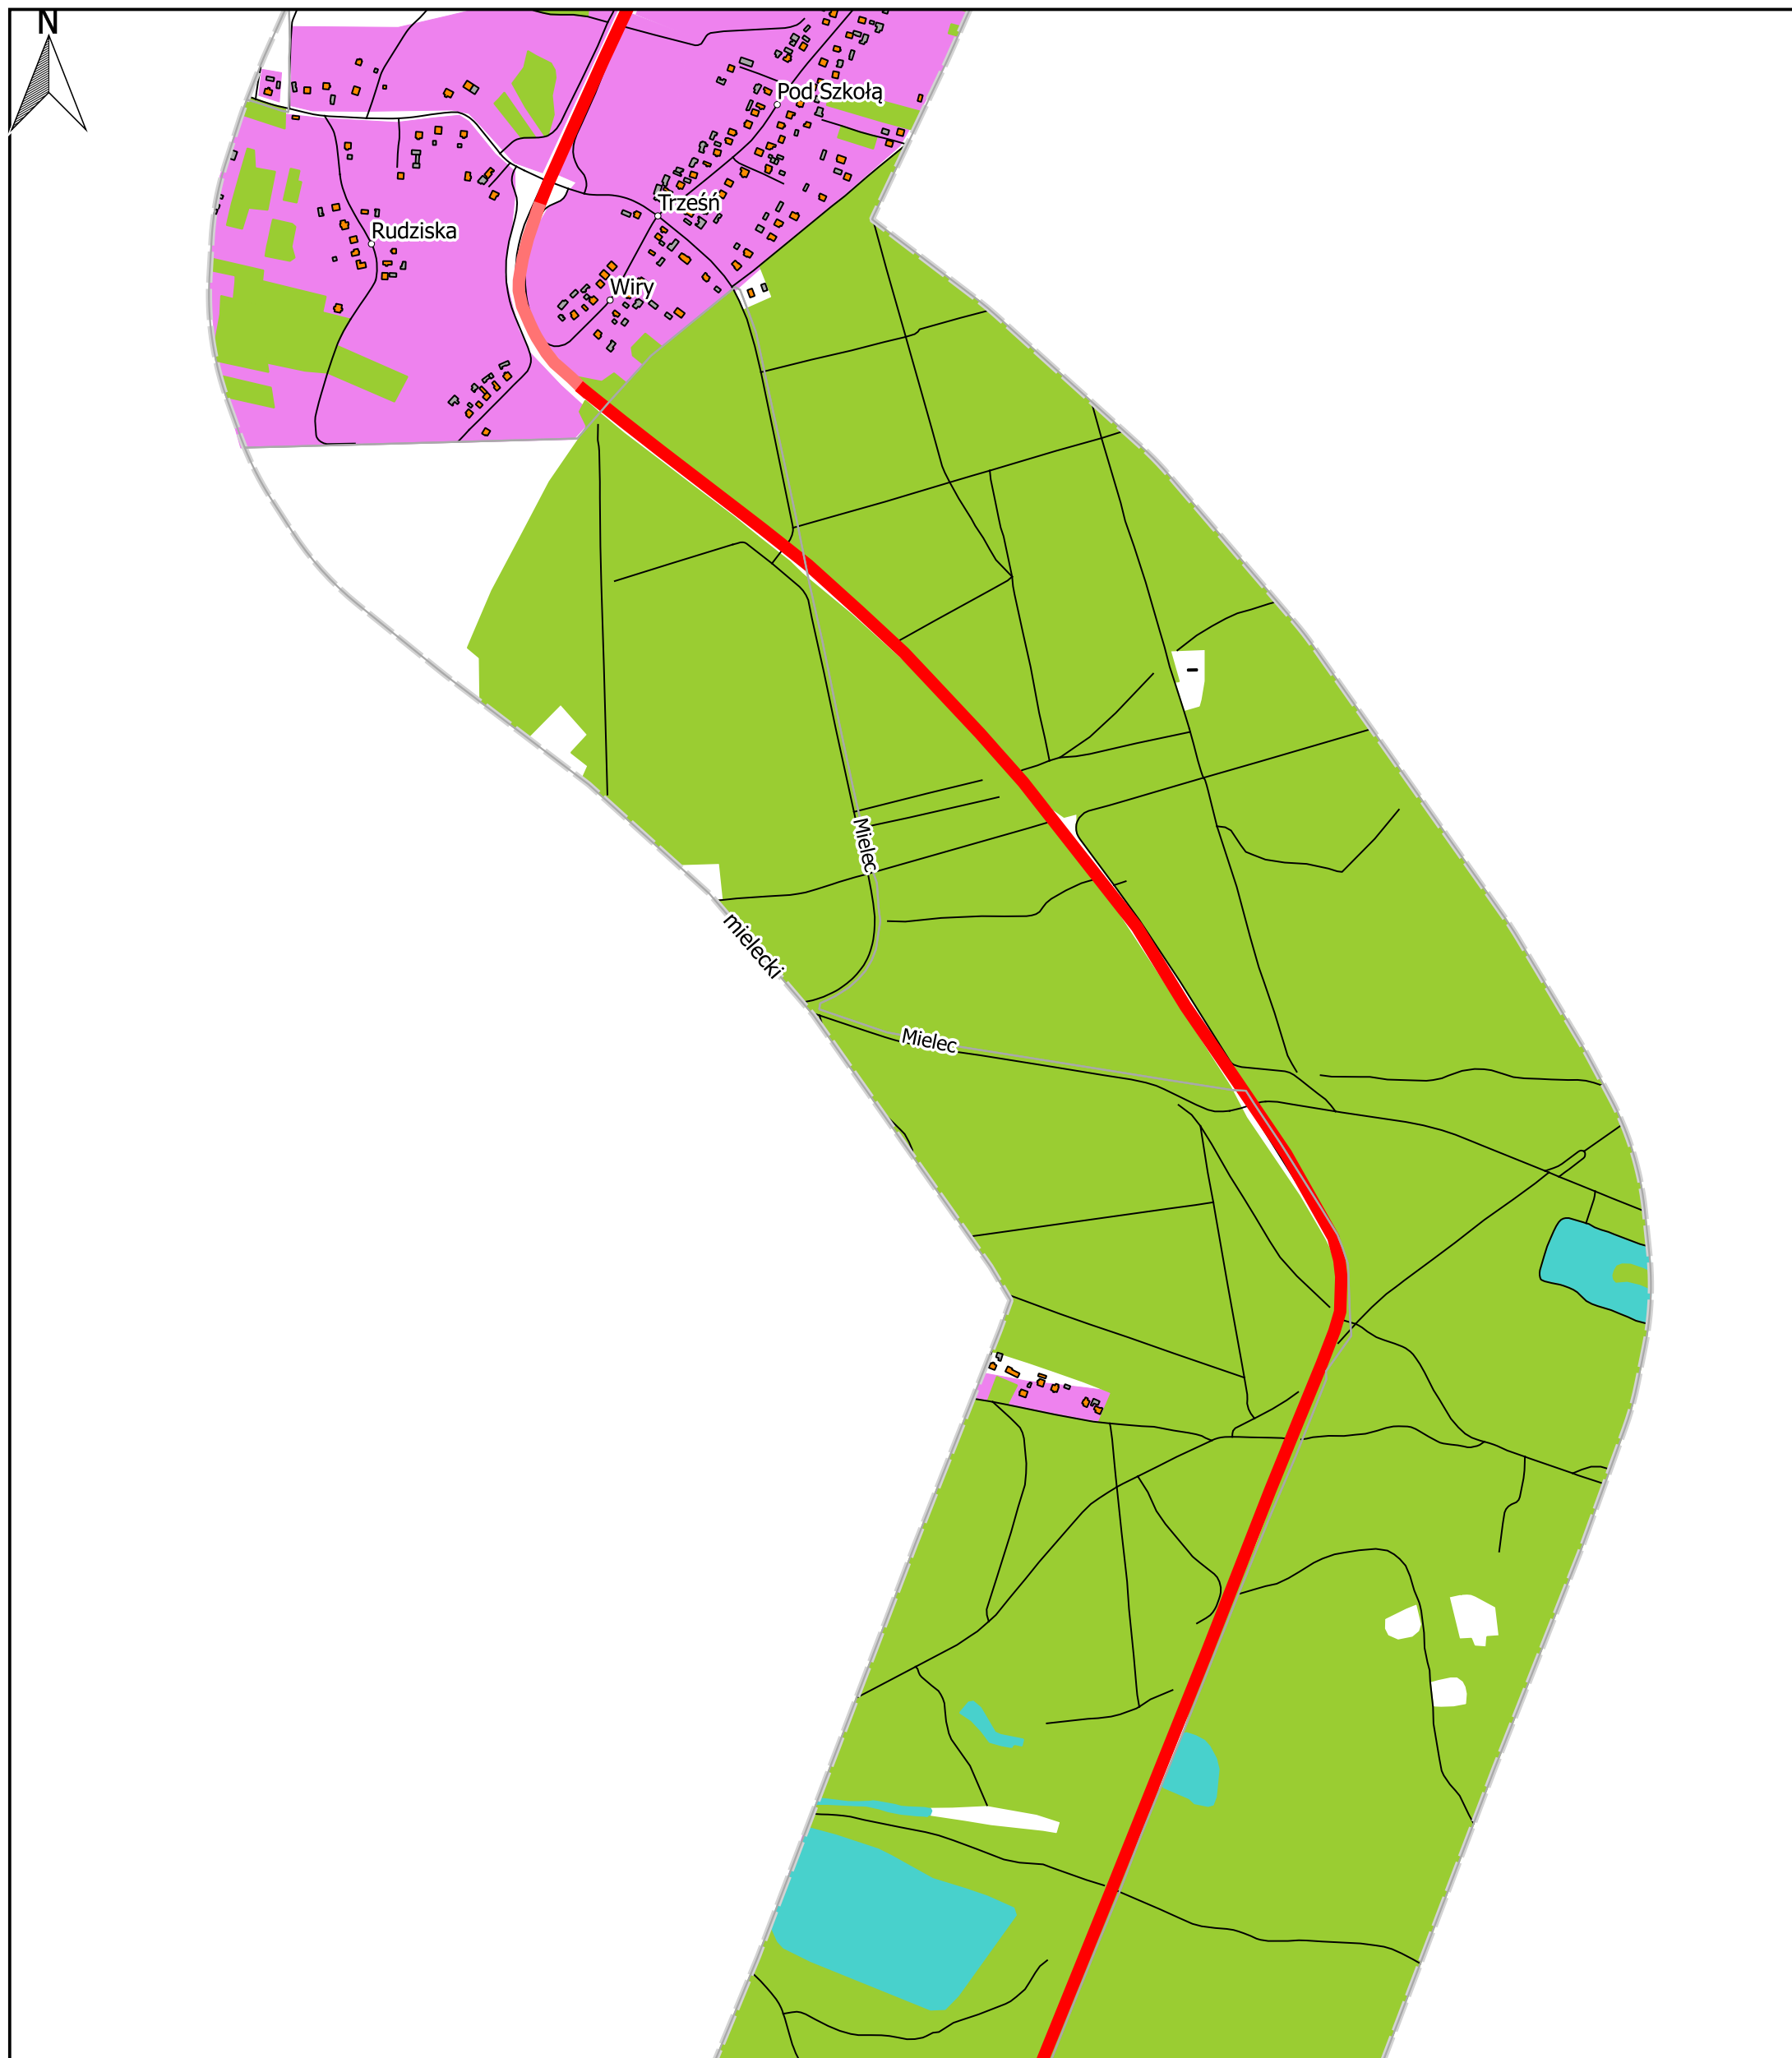 N
Pod Szkołą
Trześń
Rudziska
Wiry
Mielec
mielecki
Mielec